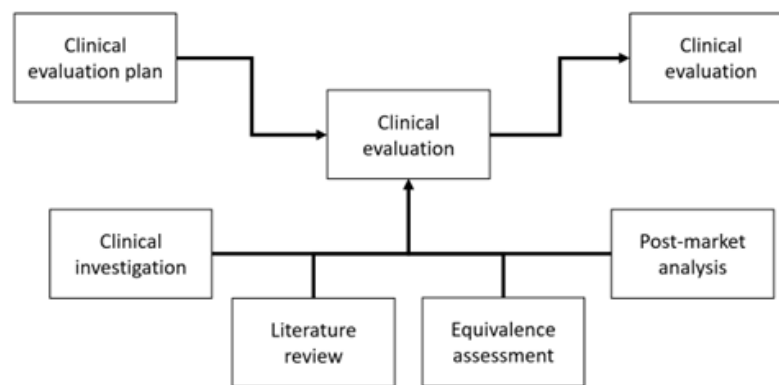 Clinical
evaluation plan
Clinical
evaluation
Clinical
evaluation
Clinical
investigation
Post-market
analysis
Literature
review
Equivalence
assessment